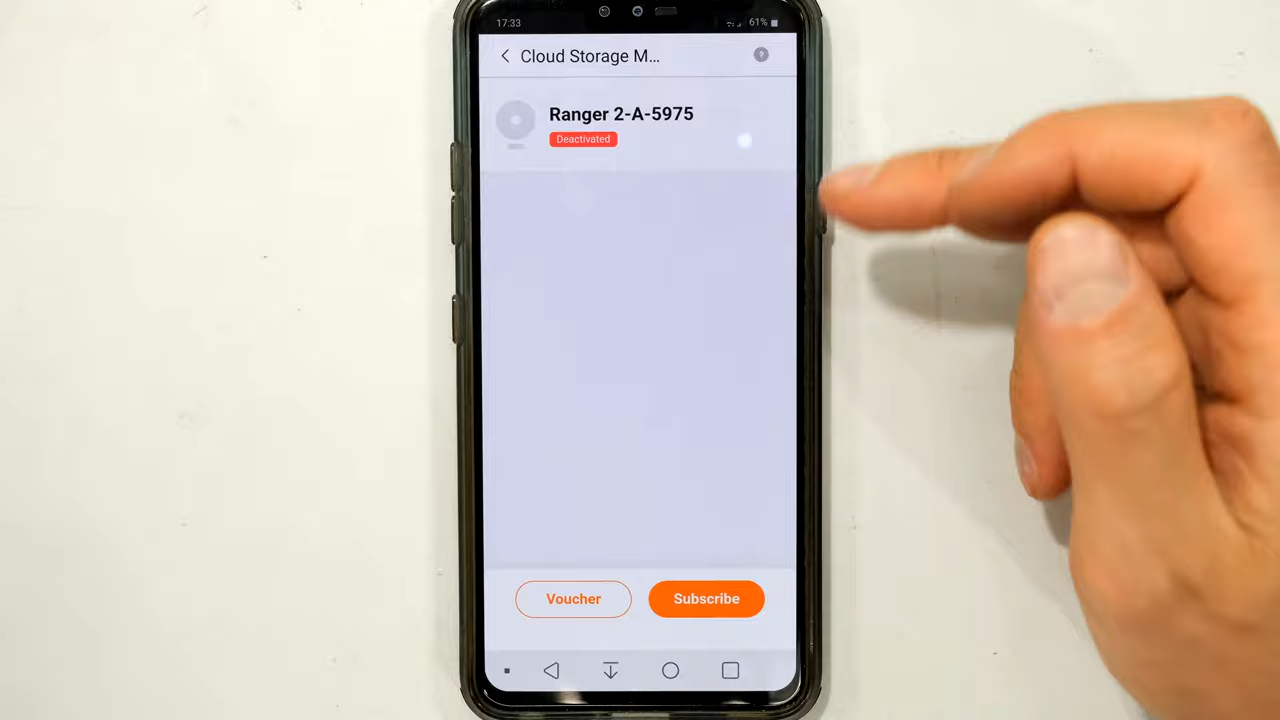 17:33
61%
Cloud Storage M...
?
Ranger 2-A-5975
Deactivated
Voucher
Subscribe